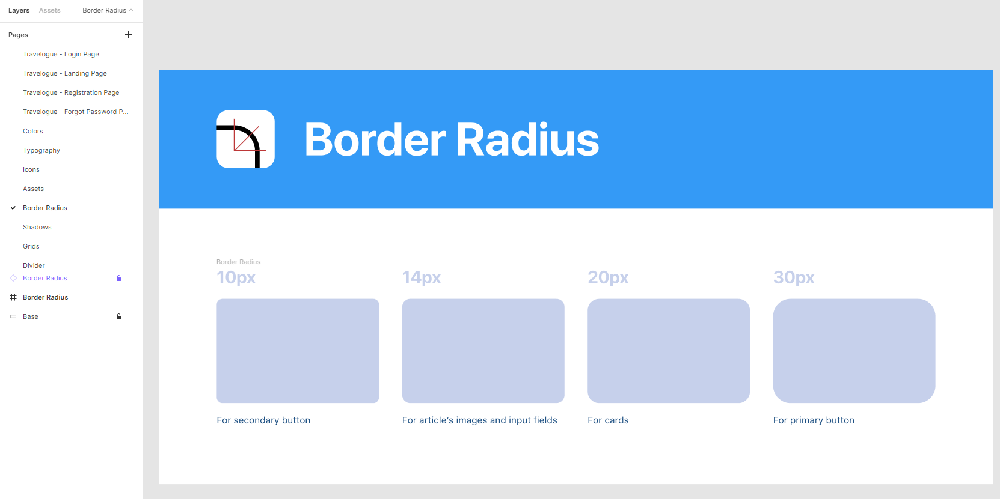 Layers Assets Border Radius
Pages
Travelogue - Login Page
Travelogue - Landing Page
Travelogue - Registration Page
Travelogue - Forgot Password P...
Colors
Typography
Icons
Assets
Border Radius
Shadows
Grids
Divider
Border Radius
Border Radius
Base
Border Radius
Border Radius
10px 14px 20px 30px
For secondary button For article’s images and input fields For cards For primary button